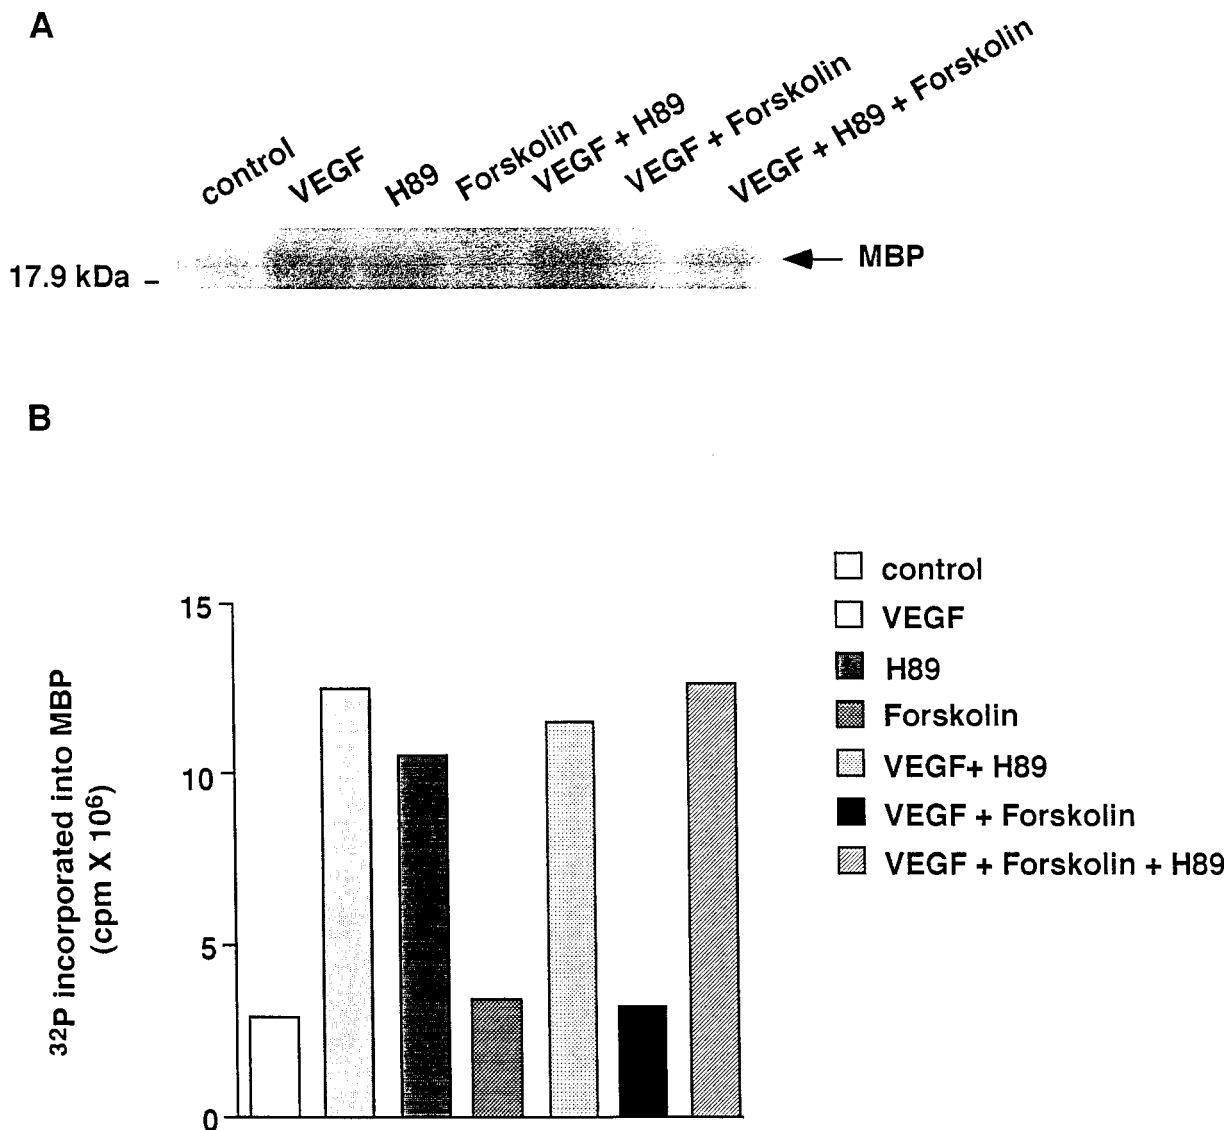 A
control
VEGF
H89
Forskolin
VEGF + H89
VEGF + Forskolin
VEGF + H89 + Forskolin
17.9 kDa –
MBP
B
15
10
5
0
32P incorporated into MBP
(cpm X 10⁶)
control
VEGF
H89
Forskolin
VEGF+ H89
VEGF + Forskolin
VEGF + Forskolin + H89